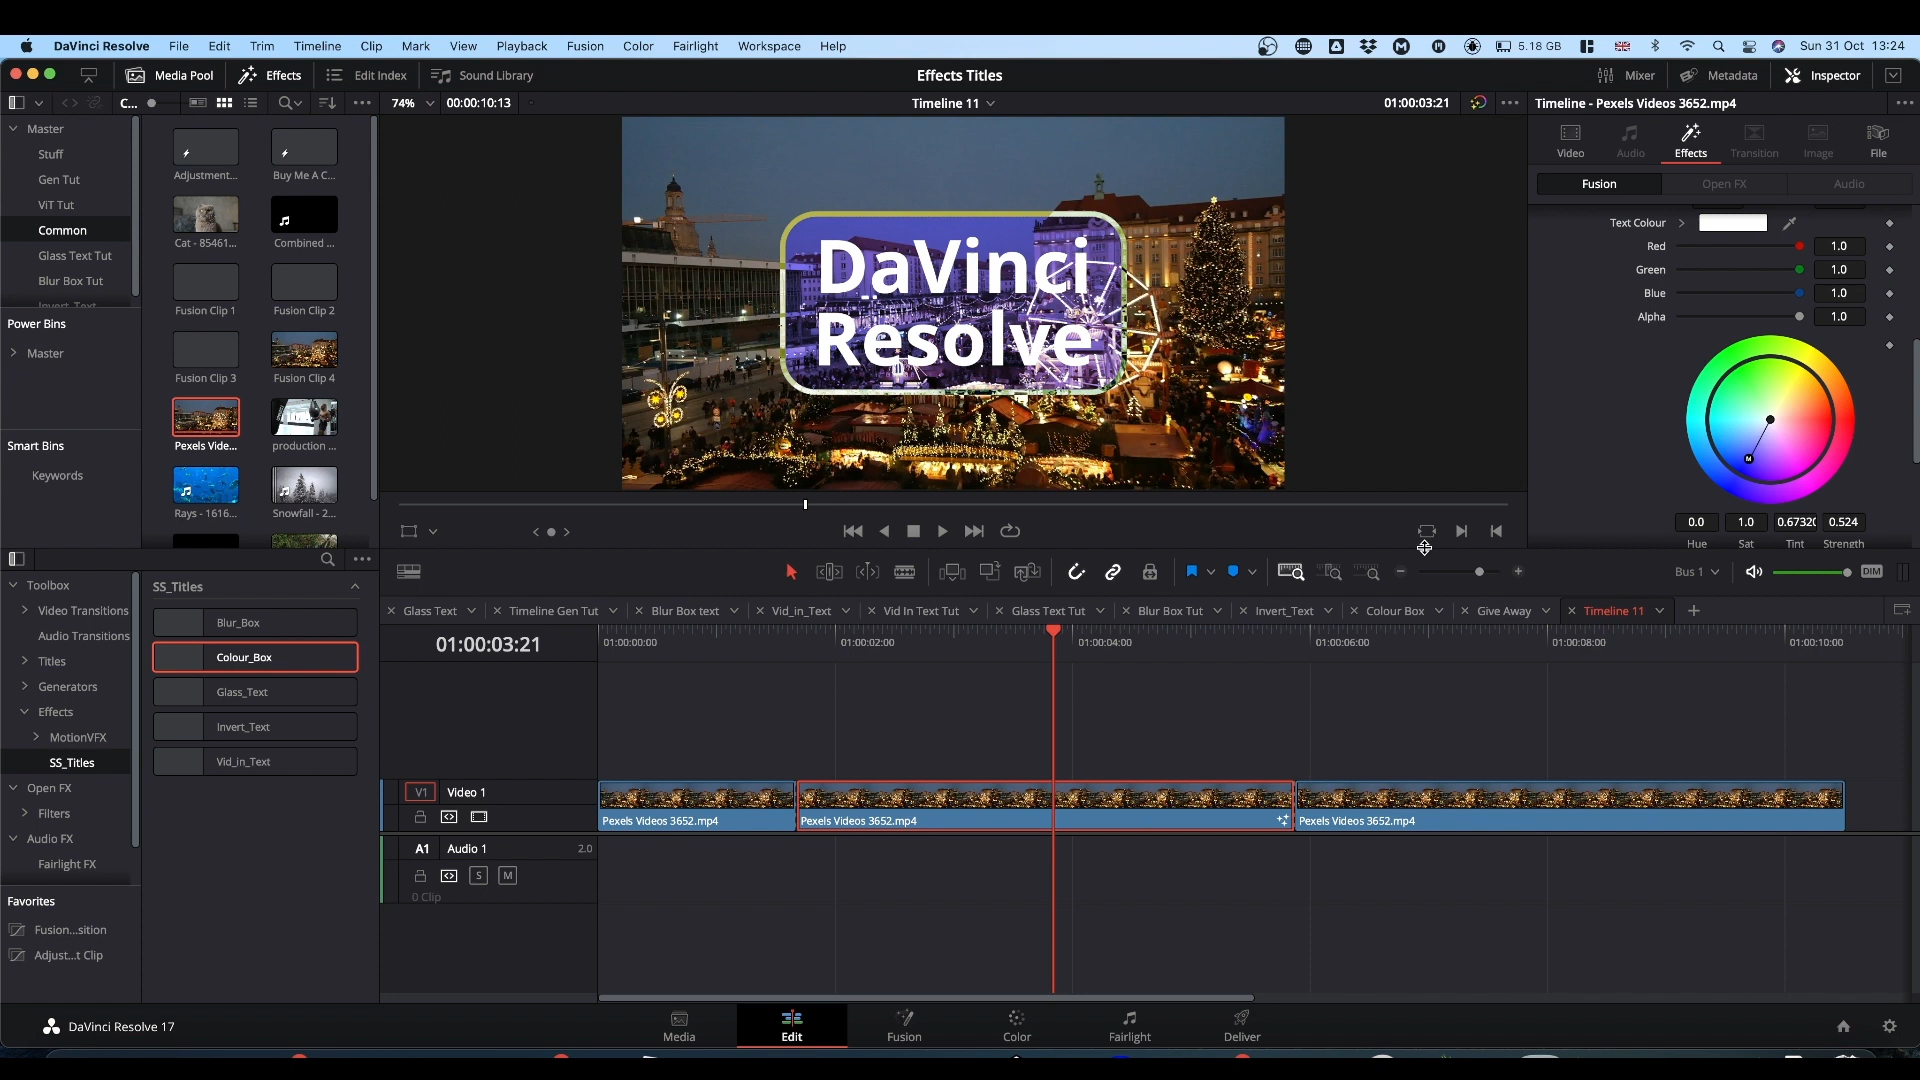 DaVinci Resolve File Edit Trim Timeline Clip Mark View Playback Fusion Color Fairlight Workspace Help 5.18 GB Sun 31 Oct 13:24
Media Pool Effects Edit Index Sound Library Effects Titles Mixer Metadata Inspector
C... 74% 00:00:10:13 Timeline 11 01:00:03:21 Timeline - Pexels Videos 3652.mp4
Master
Stuff
Gen Tut
ViT Tut
Common
Glass Text Tut
Blur Box Tut
Invert Text
Power Bins
Master
Smart Bins
Keywords
Adjustment... Buy Me A C...
Cat - 85461... Combined ...
Fusion Clip 1 Fusion Clip 2
Fusion Clip 3 Fusion Clip 4
Pexels Vide... production ...
Rays - 1616... Snowfall - 2...
DaVinci
Resolve
Video Audio Effects Transition Image File
Fusion Open FX Audio
Text Colour
Red 1.0
Green 1.0
Blue 1.0
Alpha 1.0
M
0.0 1.0 0.6732 0.524
Hue Sat Tint Strength
Bus 1 DIM
Toolbox
Video Transitions
Audio Transitions
Titles
Generators
Effects
MotionVFX
SS_Titles
Open FX
Filters
Audio FX
Fairlight FX
Favorites
Fusion...sition
Adjust...t Clip
SS_Titles
Blur_Box
Colour_Box
Glass_Text
Invert_Text
Vid_in_Text
Glass Text Timeline Gen Tut Blur Box text Vid_in_Text Vid In Text Tut Glass Text Tut Blur Box Tut Invert_Text Colour Box Give Away Timeline 11
01:00:03:21 01:00:00:00 01:00:02:00 01:00:04:00 01:00:06:00 01:00:08:00 01:00:10:00
V1 Video 1
Pexels Videos 3652.mp4 Pexels Videos 3652.mp4 Pexels Videos 3652.mp4
A1 Audio 1 2.0
S M
0 Clip
DaVinci Resolve 17 Media Edit Fusion Color Fairlight Deliver